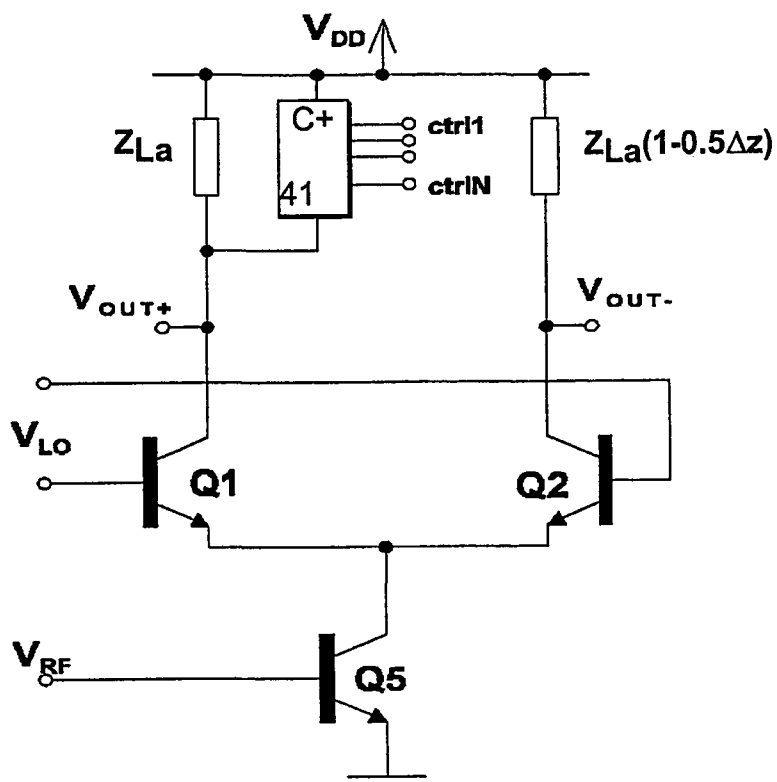 VDD
C+
ctrl1
ZLa
ZLa(1-0.5Δz)
41
ctrlN
VOUT+
VOUT-
VLO
Q1
Q2
VRF
Q5